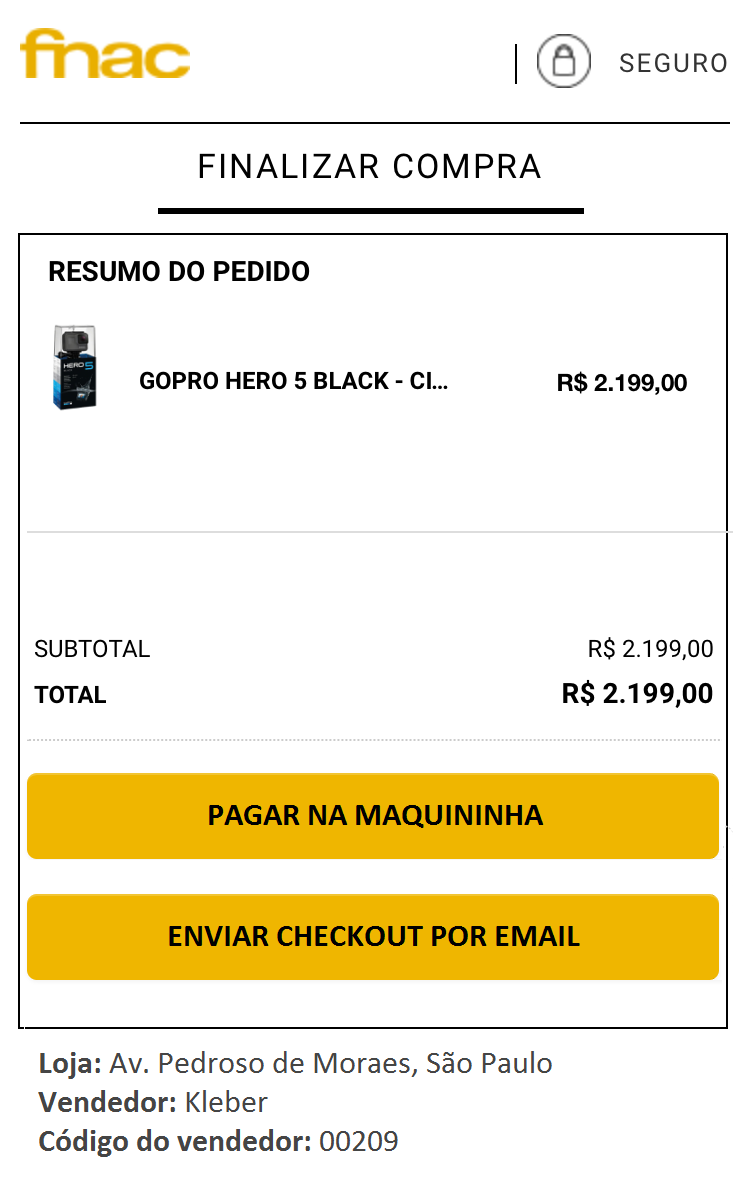 fnac
SEGURO
FINALIZAR COMPRA
RESUMO DO PEDIDO
HERO5
GOPRO HERO 5 BLACK - CI...
R$ 2.199,00
SUBTOTAL R$ 2.199,00
TOTAL R$ 2.199,00
PAGAR NA MAQUININHA
ENVIAR CHECKOUT POR EMAIL
Loja: Av. Pedroso de Moraes, São Paulo
Vendedor: Kleber
Código do vendedor: 00209